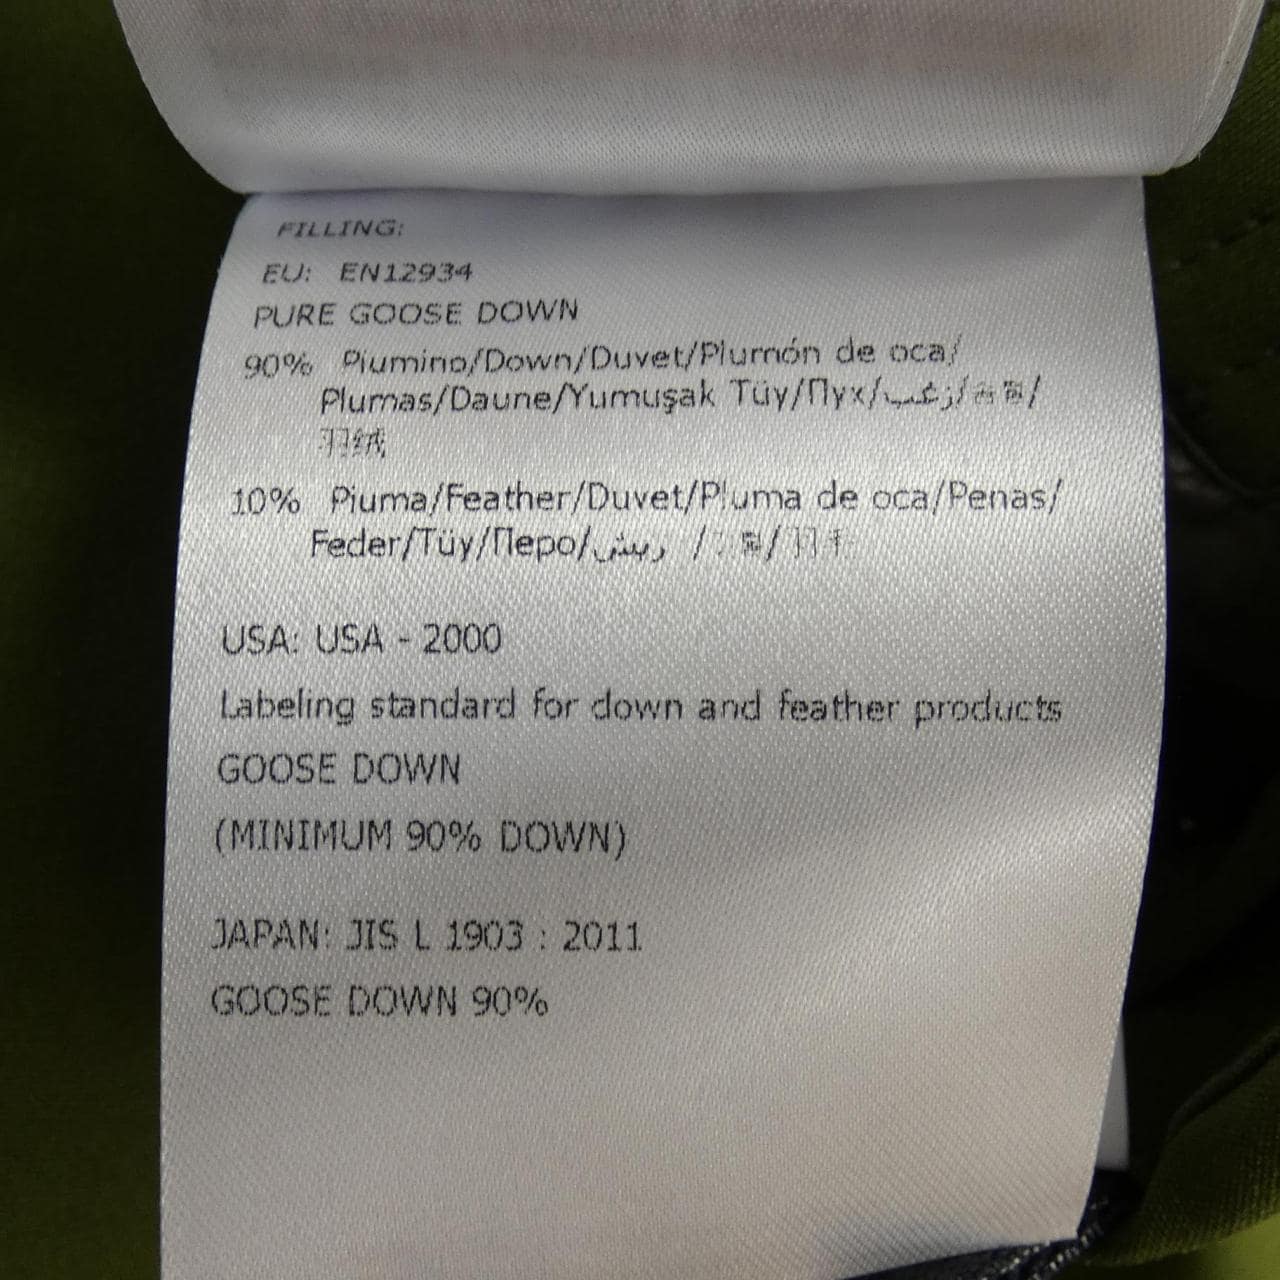 FILLING:
EU: EN12934
PURE GOOSE DOWN
90% Piumino/Down/Duvet/Plumón de oca/
Plumas/Daune/Yumuşak Tüy/Пух/زغب/
羽绒
10% Piuma/Feather/Duvet/Pluma de oca/Penas/
Feder/Tüy/Перо/ريش /
USA: USA - 2000
Labeling standard for down and feather products
GOOSE DOWN
(MINIMUM 90% DOWN)
JAPAN: JIS L 1903 : 2011
GOOSE DOWN 90%